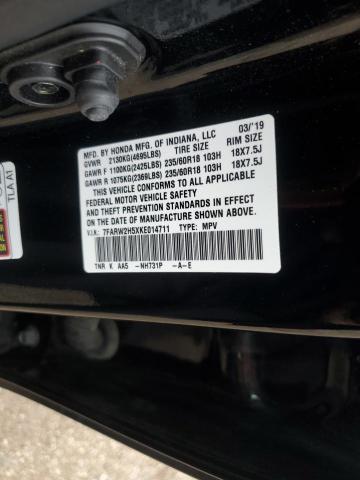 MFD. BY HONDA MFG. OF INDIANA, LLC 03/'19
GVWR 2130KG(4695LBS) TIRE SIZE RIM SIZE
GAWR F 1100KG(2425LBS) 235/60R18 103H 18X7.5J
GAWR R 1075KG(2369LBS) 235/60R18 103H 18X7.5J
THIS VEHICLE CONFORMS TO ALL APPLICABLE
FEDERAL MOTOR VEHICLE SAFETY
STANDARDS IN EFFECT ON THE DATE OF
MANUFACTURE SHOWN ABOVE.
V.I.N.: 7FARW2H5XKE014711 TYPE: MPV
TNR K AA5 -NH731P -A-E
TLA A1